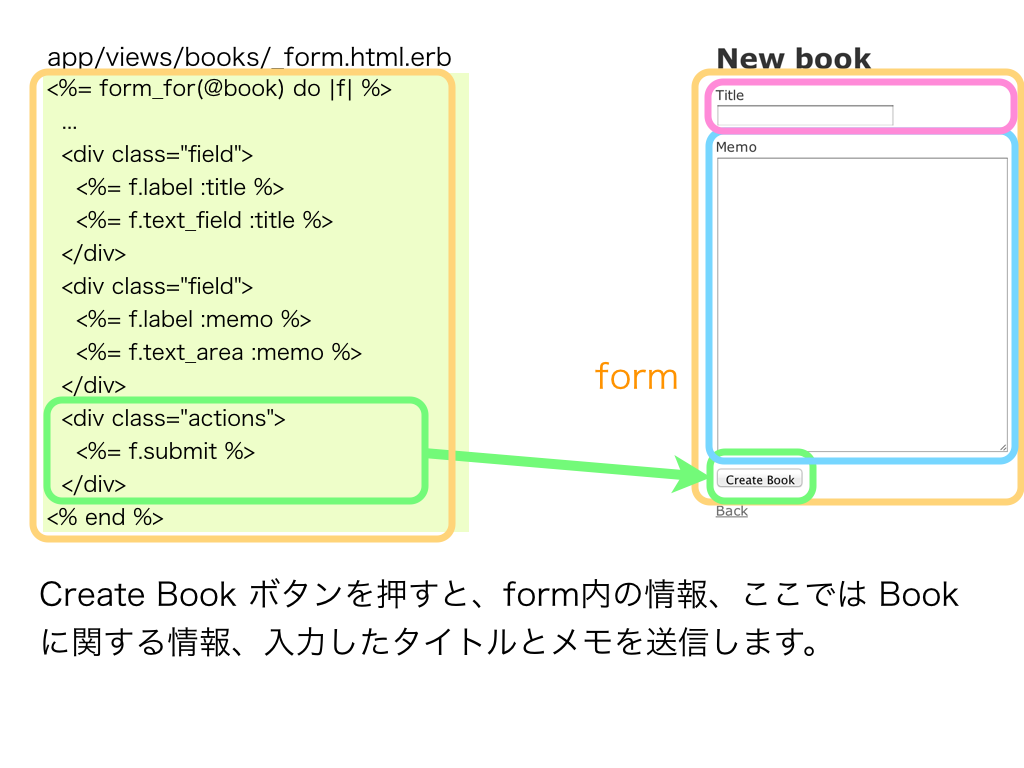 app/views/books/_form.html.erb
<%= form_for(@book) do |f| %>
...
<div class="field">
<%= f.label :title %>
<%= f.text_field :title %>
</div>
<div class="field">
<%= f.label :memo %>
<%= f.text_area :memo %>
</div>
<div class="actions">
<%= f.submit %>
</div>
<% end %>
New book
Title
Memo
form
Create Book
Back
Create Book ボタンを押すと、form内の情報、ここでは Book
に関する情報、入力したタイトルとメモを送信します。